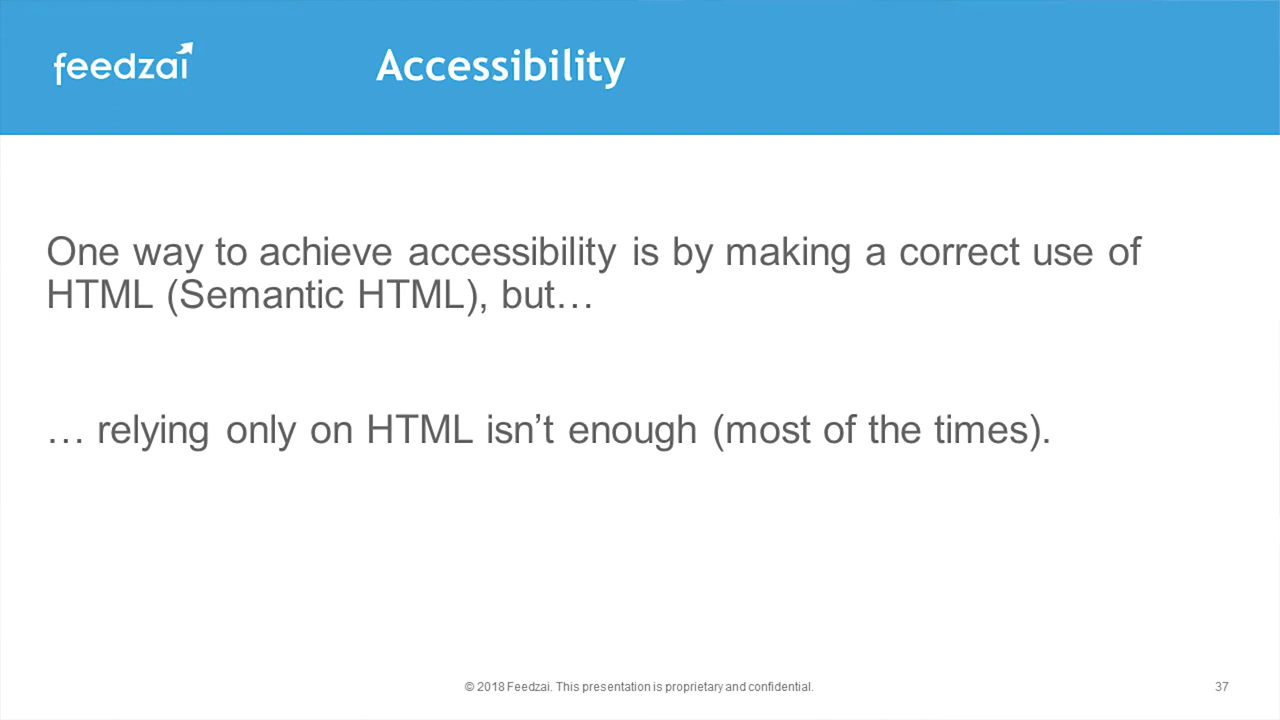 feedzai
Accessibility
One way to achieve accessibility is by making a correct use of
HTML (Semantic HTML), but…
… relying only on HTML isn’t enough (most of the times).
© 2018 Feedzai. This presentation is proprietary and confidential.
37